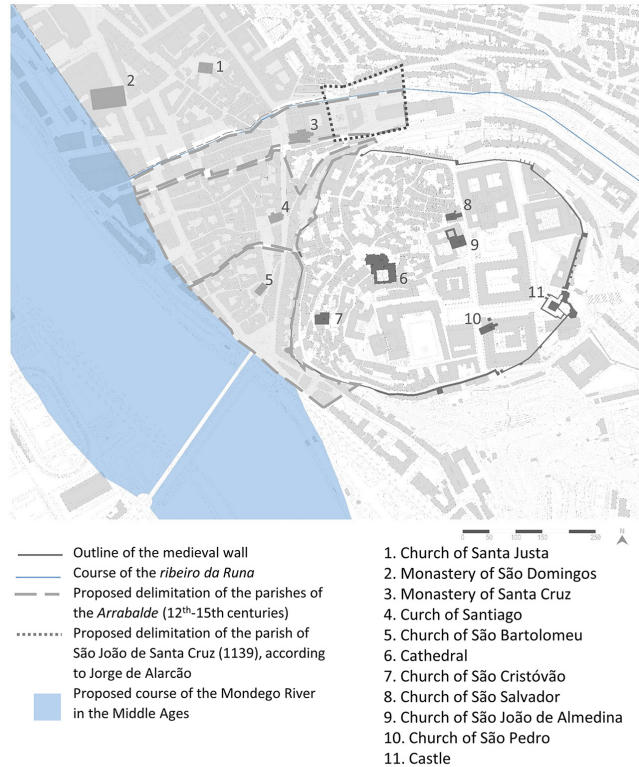 1
2
3
4
5
6
7
8
9
10
11
0 50 100 150 250
N
Outline of the medieval wall
Course of the ribeiro da Runa
Proposed delimitation of the parishes of
the Arrabalde (12th-15th centuries)
Proposed delimitation of the parish of
São João de Santa Cruz (1139), according
to Jorge de Alarcão
Proposed course of the Mondego River
in the Middle Ages
1. Church of Santa Justa
2. Monastery of São Domingos
3. Monastery of Santa Cruz
4. Curch of Santiago
5. Church of São Bartolomeu
6. Cathedral
7. Church of São Cristóvão
8. Church of São Salvador
9. Church of São João de Almedina
10. Church of São Pedro
11. Castle